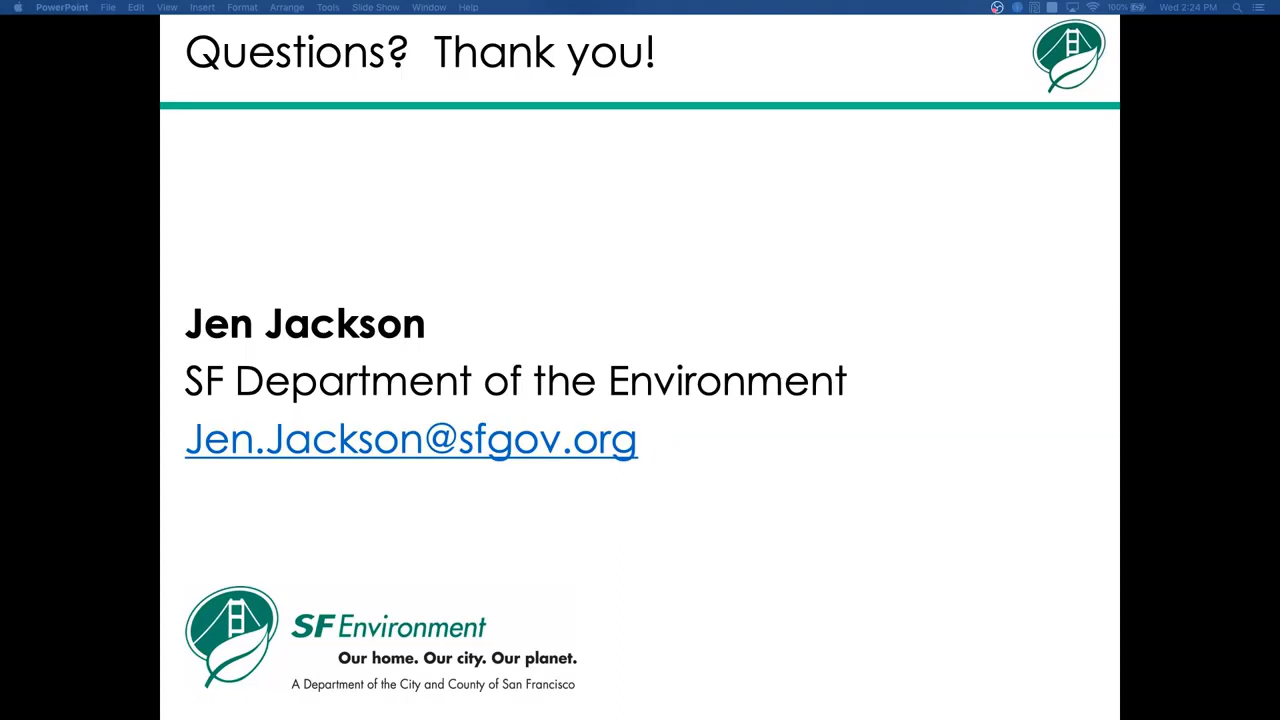 PowerPoint File Edit View Insert Format Arrange Tools Slide Show Window Help 100% Wed 2:24 PM
Questions? Thank you!
Jen Jackson
SF Department of the Environment
Jen.Jackson@sfgov.org
SF Environment
Our home. Our city. Our planet.
A Department of the City and County of San Francisco